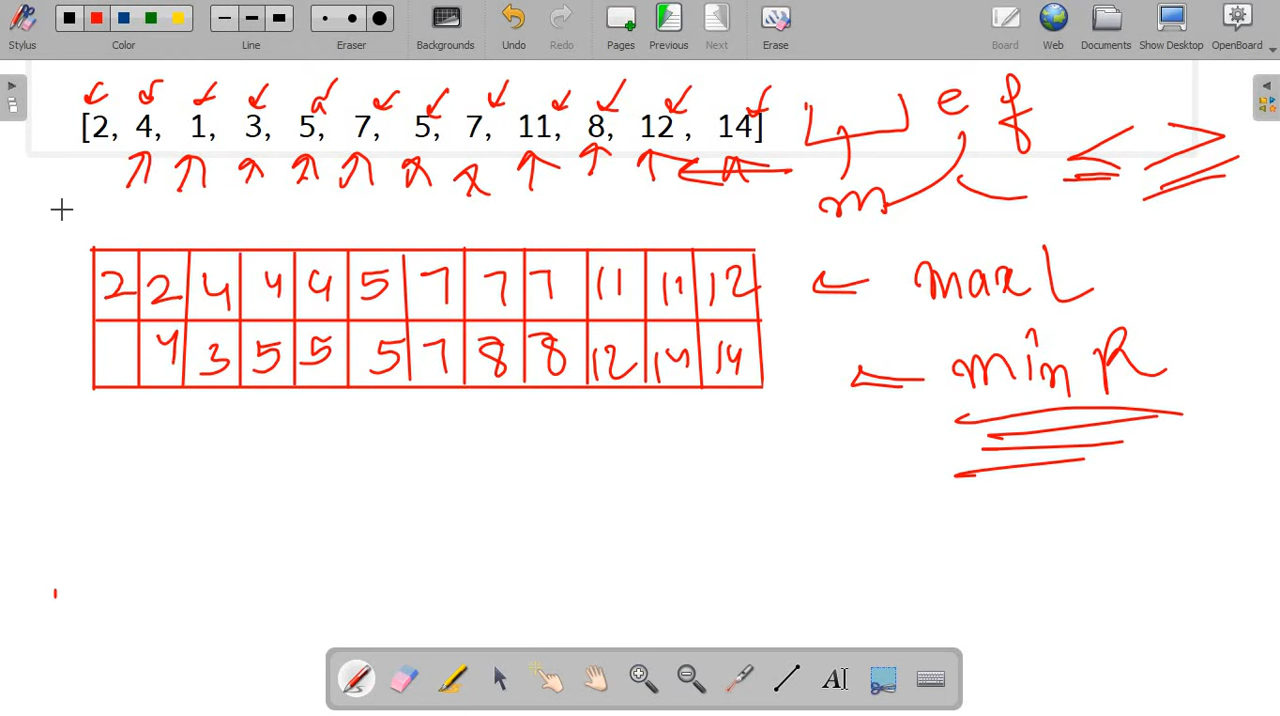 Stylus Color Line Eraser Backgrounds Undo Redo Pages Previous Next Erase Board Web Documents Show Desktop OpenBoard
[2, 4, 1, 3, 5, 7, 5, 7, 11, 8, 12 , 14] e f ≤ ≥
m
2 2 4 4 4 5 7 7 7 11 11 12 ← max L
4 3 5 5 5 7 8 8 12 14 14 ← min R